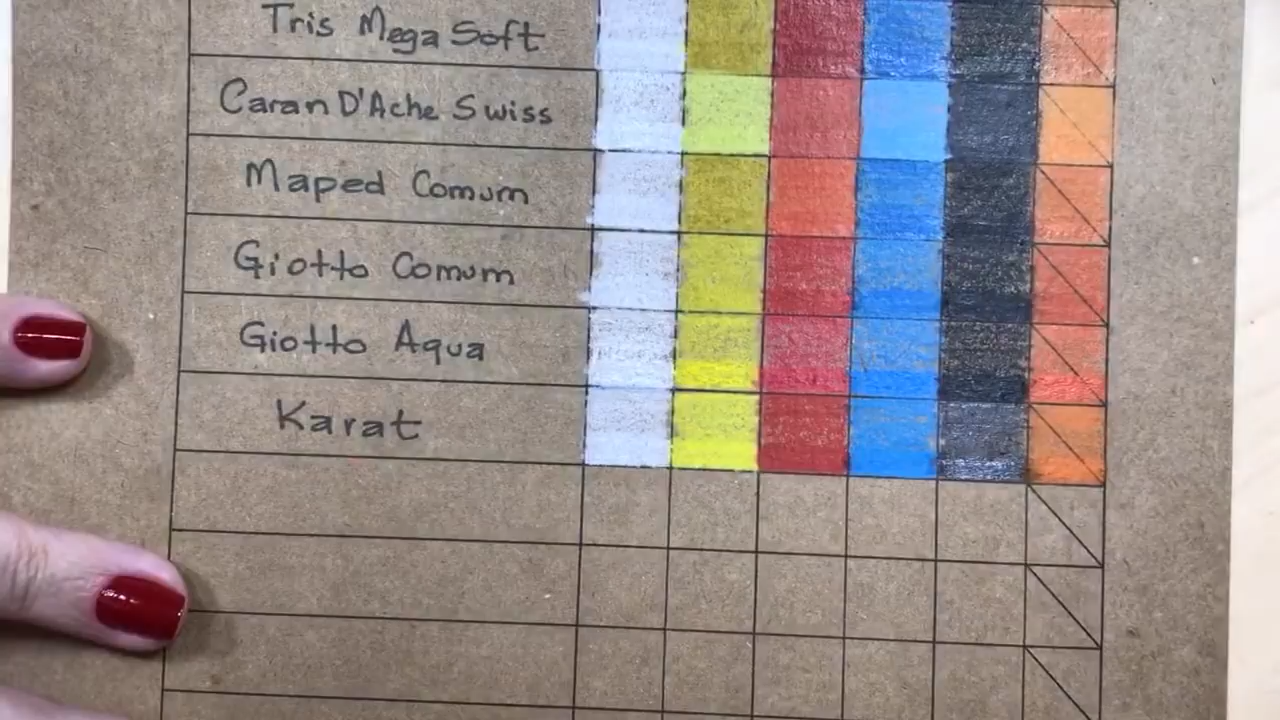 Tris Mega Soft
Caran D'Ache Swiss
Maped Comum
Giotto Comum
Giotto Aqua
Karat